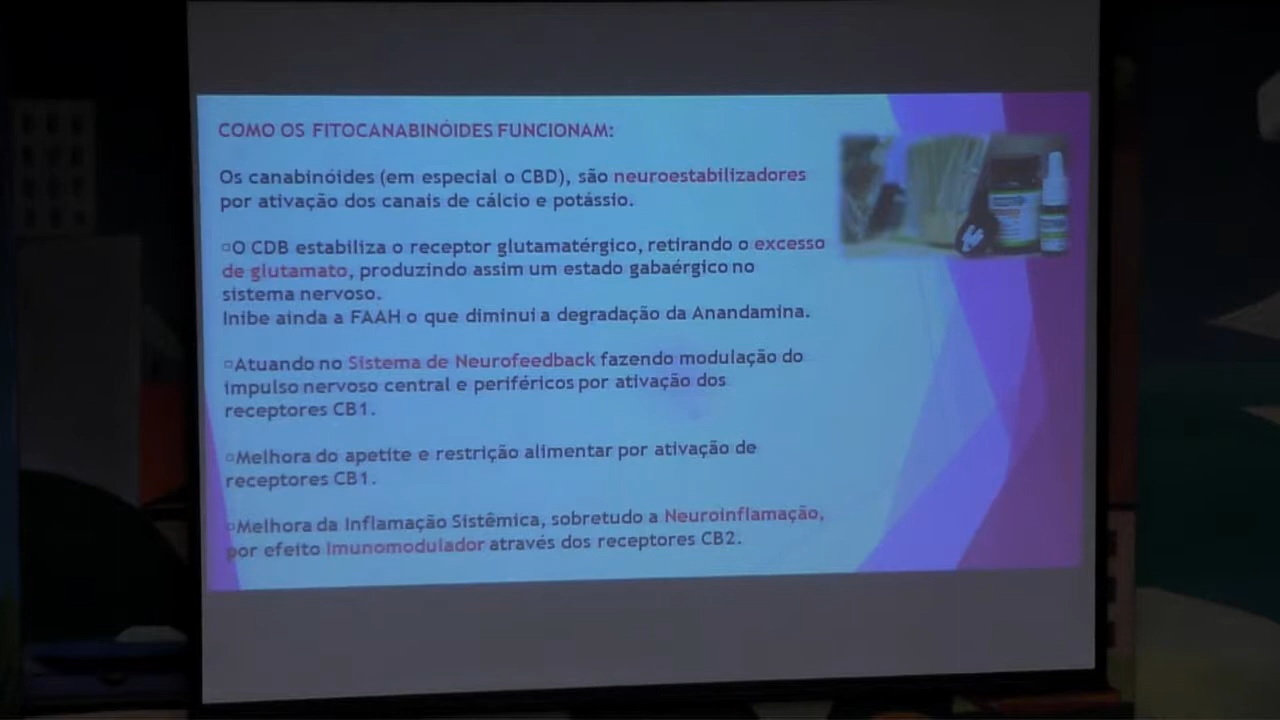 COMO OS FITOCANABINÓIDES FUNCIONAM:
Os canabinóides (em especial o CBD), são neuroestabilizadores
por ativação dos canais de cálcio e potássio.
▫O CDB estabiliza o receptor glutamatérgico, retirando o excesso
de glutamato, produzindo assim um estado gabaérgico no
sistema nervoso.
Inibe ainda a FAAH o que diminui a degradação da Anandamina.
▫Atuando no Sistema de Neurofeedback fazendo modulação do
impulso nervoso central e periféricos por ativação dos
receptores CB1.
▫Melhora do apetite e restrição alimentar por ativação de
receptores CB1.
▫Melhora da Inflamação Sistêmica, sobretudo a Neuroinflamação,
por efeito Imunomodulador através dos receptores CB2.